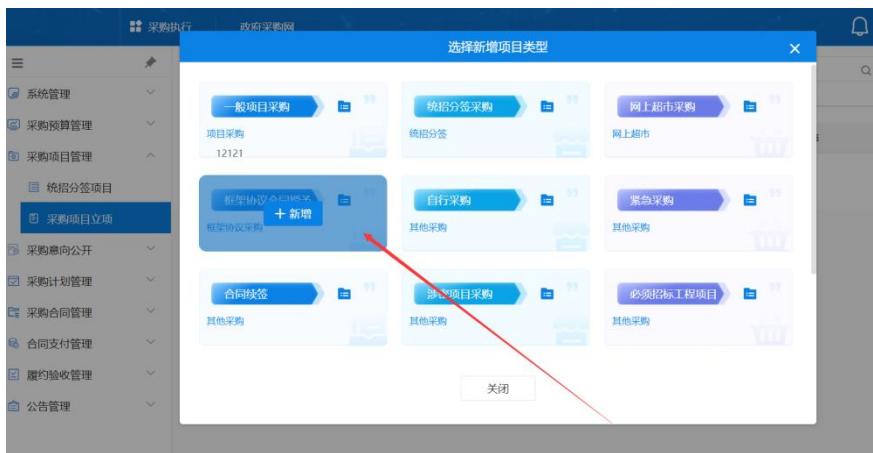 采购执行
政府采购网
选择新增项目类型
系统管理
采购预算管理
采购项目管理
统招分签项目
采购项目立项
采购意向公开
采购计划管理
采购合同管理
合同支付管理
履约验收管理
公告管理
一般项目采购
项目采购
12121
统招分签采购
统招分签
网上超市采购
网上超市
框架协议合同授予
+ 新增
框架协议采购
自行采购
其他采购
紧急采购
其他采购
合同续签
其他采购
涉密项目采购
其他采购
必须招标工程项目
其他采购
关闭